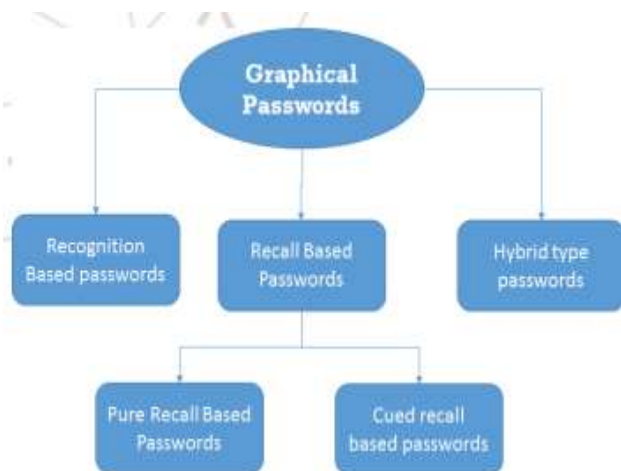 Graphical
Passwords
Recognition
Based passwords
Recall Based
Passwords
Hybrid type
passwords
Pure Recall Based
Passwords
Cued recall
based passwords